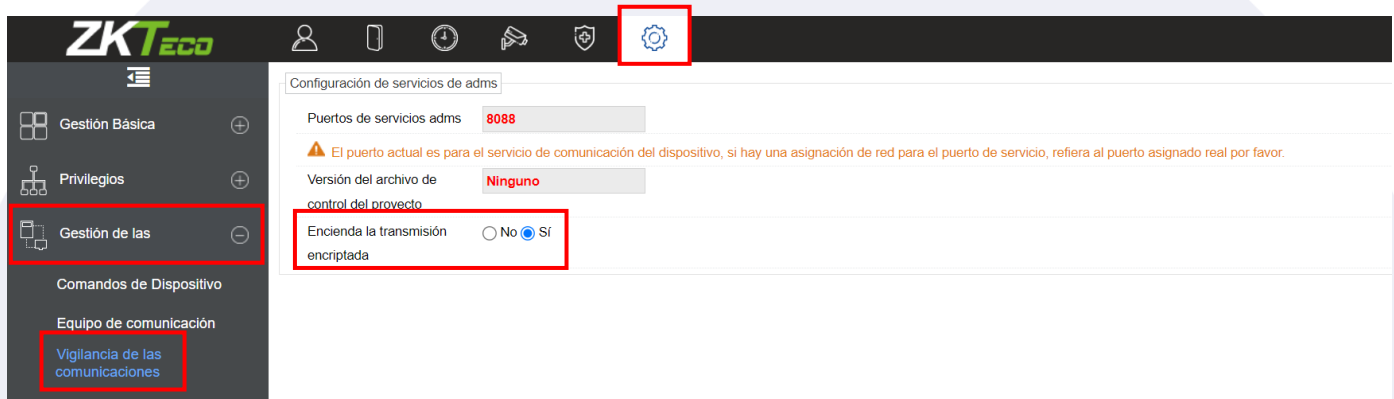 ZKTeco
Configuración de servicios de adms
Puertos de servicios adms 8088
El puerto actual es para el servicio de comunicación del dispositivo, si hay una asignación de red para el puerto de servicio, refiera al puerto asignado real por favor.
Versión del archivo de Ninguno
control del proyecto
Encienda la transmisión No Sí
encriptada
Gestión Básica
Privilegios
Gestión de las
Comandos de Dispositivo
Equipo de comunicación
Vigilancia de las
comunicaciones